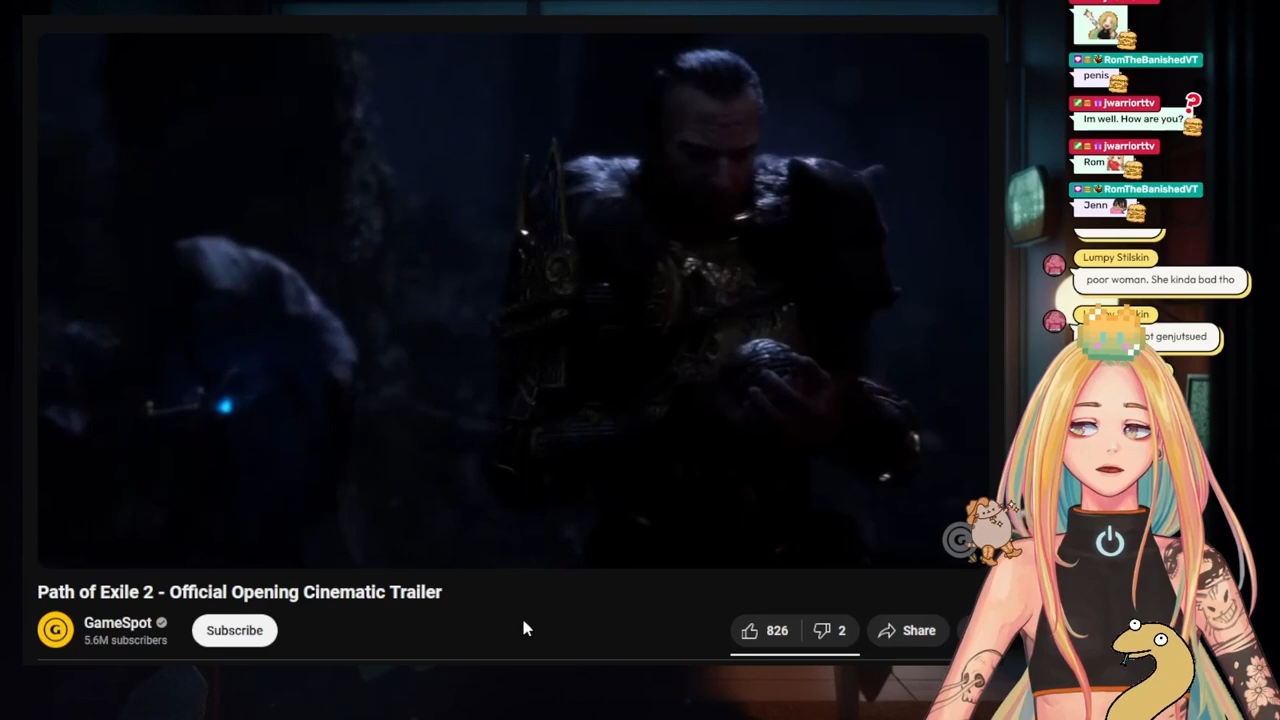 RomTheBanishedVT
penis
jwarriorttv
Im well. How are you?
jwarriorttv
Rom
RomTheBanishedVT
Jenn
Lumpy Stilskin
poor woman. She kinda bad tho
genjutsued
Path of Exile 2 - Official Opening Cinematic Trailer
G
GameSpot
5.6M subscribers
Subscribe
826
2
Share
G